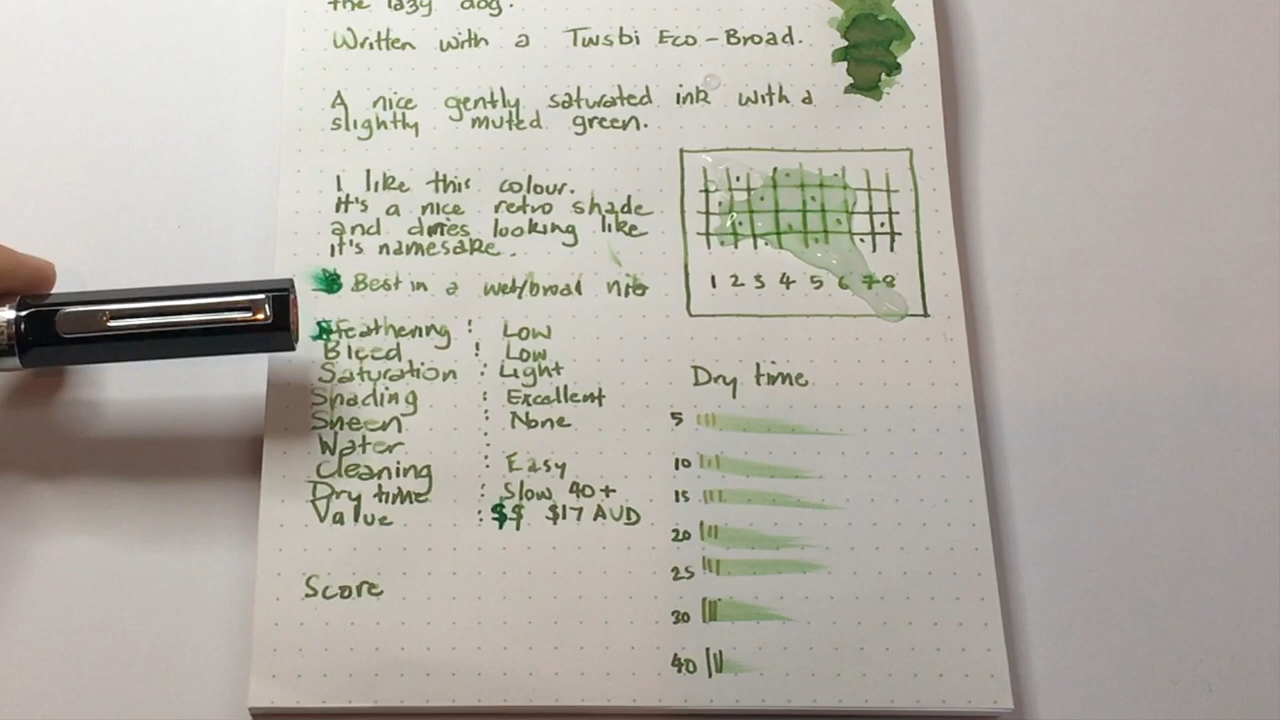 the lazy dog.
Written with a Twsbi Eco-Broad.
A nice gently saturated ink with a
slightly muted green.
I like this colour.
It's a nice retro shade
and dries looking like
it's namesake.
Best in a wet/broad nib
Feathering : Low
Bleed : Low
Saturation : Light
Shading : Excellent
Sheen : None
Water
Cleaning : Easy
Dry time : Slow 40+
Value : $$ $17 AUD
Score
1 2 3 4 5 6 7 8
Dry time
5
10
15
20
25
30
40